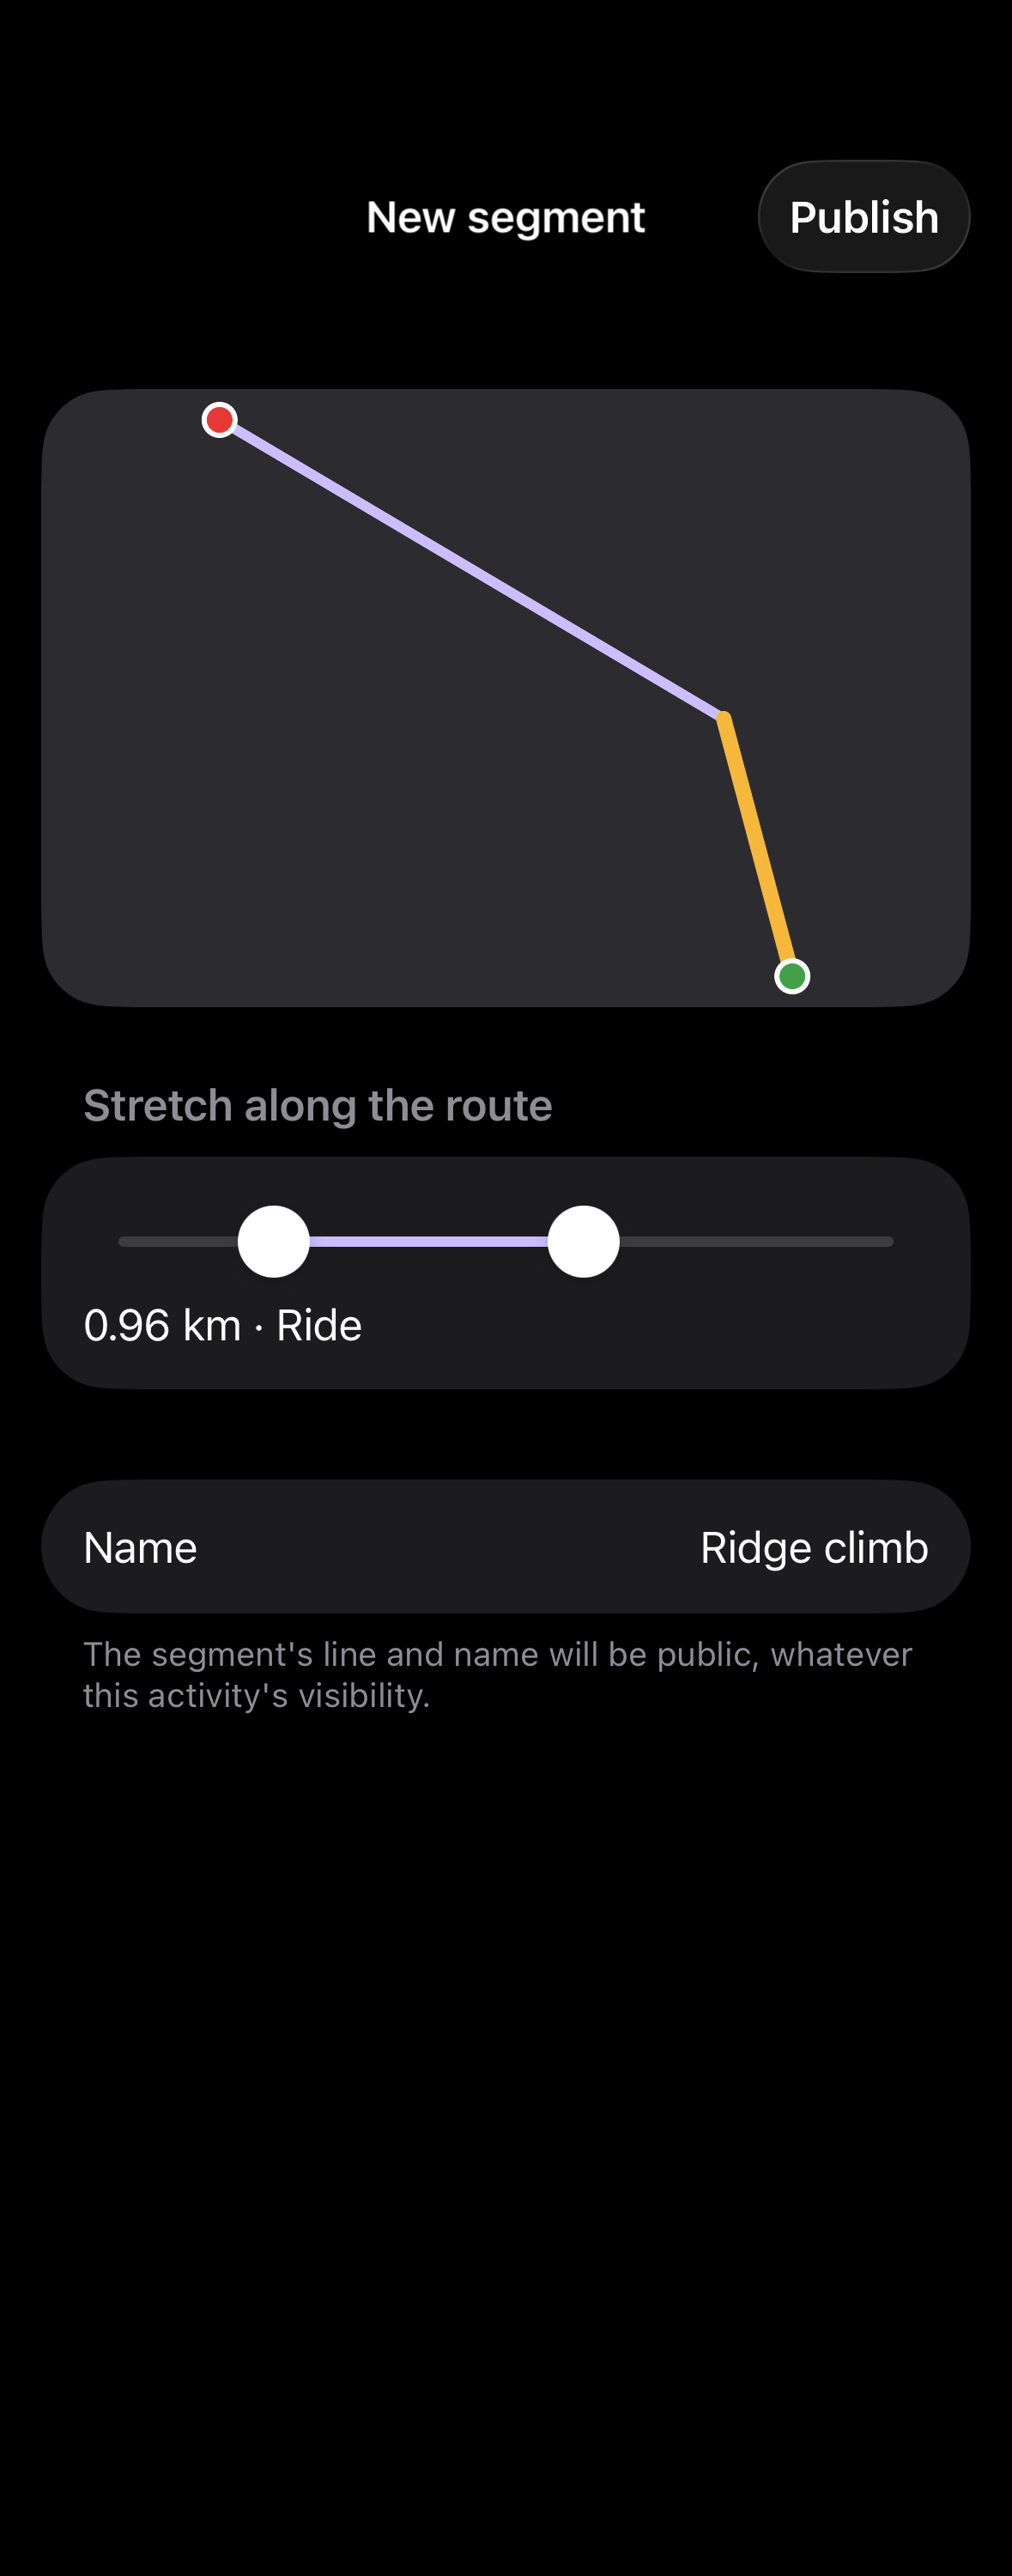 New segment
Publish
Stretch along the route
0.96 km · Ride
Name
Ridge climb
The segment's line and name will be public, whatever
this activity's visibility.